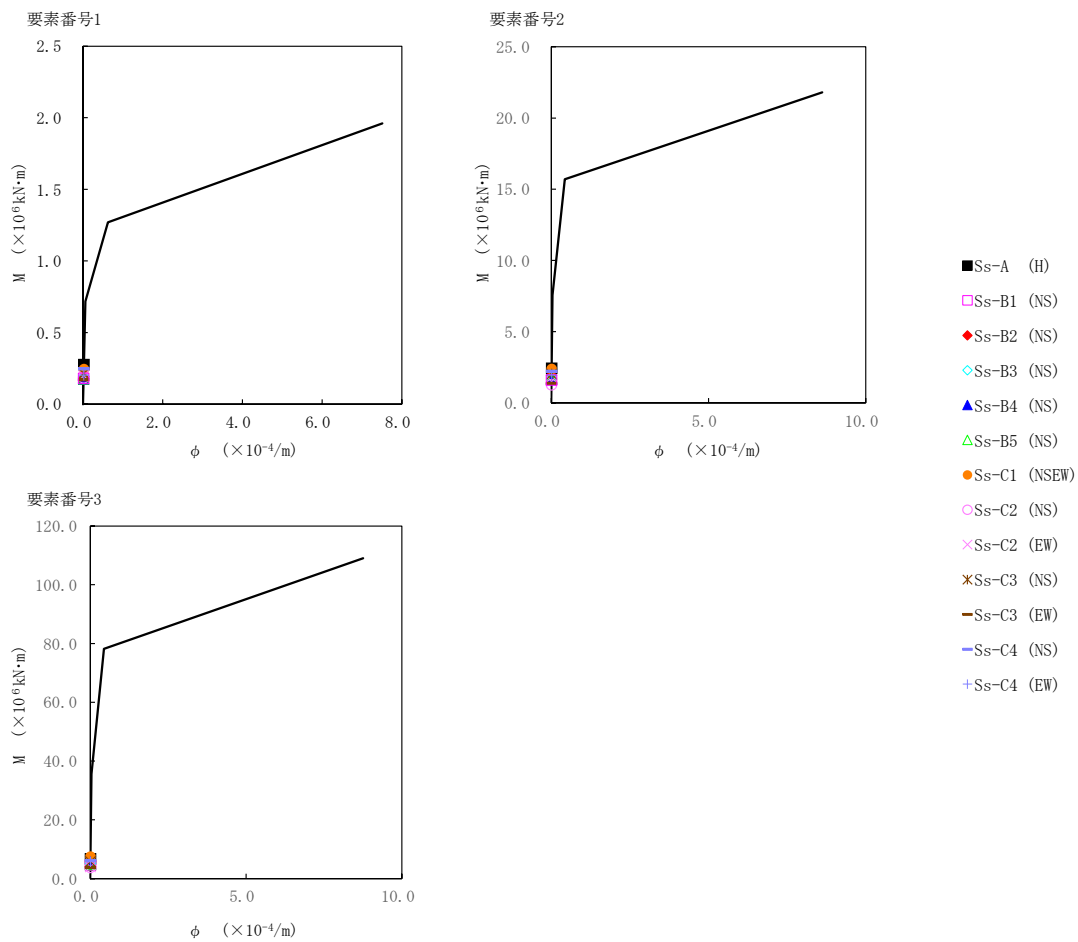 要素番号1
2.5
2.0
1.5
1.0
0.5
0.0
M (×10⁶kN・m)
0.0 2.0 4.0 6.0 8.0
φ (×10⁻⁴/m)
要素番号2
25.0
20.0
15.0
10.0
5.0
0.0
M (×10⁶kN・m)
0.0 5.0 10.0
φ (×10⁻⁴/m)
要素番号3
120.0
100.0
80.0
60.0
40.0
20.0
0.0
M (×10⁶kN・m)
0.0 5.0 10.0
φ (×10⁻⁴/m)
Ss-A (H)
Ss-B1 (NS)
Ss-B2 (NS)
Ss-B3 (NS)
Ss-B4 (NS)
Ss-B5 (NS)
Ss-C1 (NSEW)
Ss-C2 (NS)
Ss-C2 (EW)
Ss-C3 (NS)
Ss-C3 (EW)
Ss-C4 (NS)
Ss-C4 (EW)